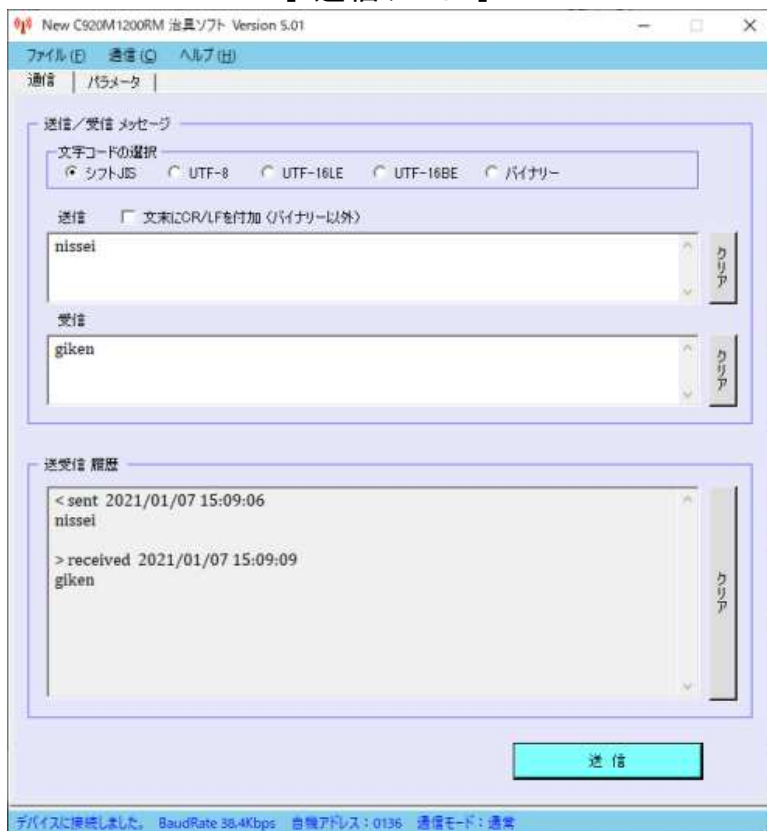 New C920M1200RM 治具ソフト Version 5.01
ファイル(F) 通信(C) ヘルプ(H)
通信 パラメータ
送信/受信 メッセージ
文字コードの選択
シフトJIS UTF-8 UTF-16LE UTF-16BE バイナリー
送信 文末にCR/LFを付加(バイナリー以外)
nissei
クリア
受信
giken
クリア
送受信 履歴
< sent 2021/01/07 15:09:06
nissei
> received 2021/01/07 15:09:09
giken
クリア
送 信
デバイスに接続しました。 BaudRate 38.4Kbps 自機アドレス:0136 通信モード:通常